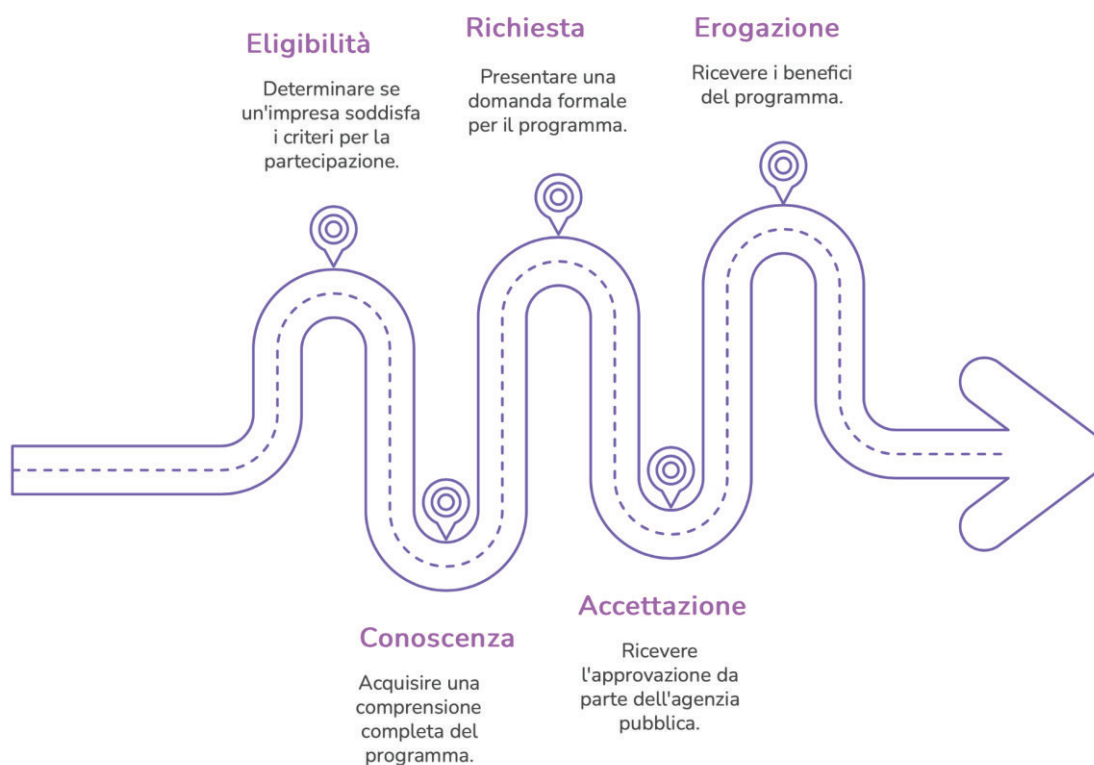 Eligibilità
Determinare se
un'impresa soddisfa
i criteri per la
partecipazione.
Conoscenza
Acquisire una
comprensione
completa del
programma.
Richiesta
Presentare una
domanda formale
per il programma.
Accettazione
Ricevere
l'approvazione da
parte dell'agenzia
pubblica.
Erogazione
Ricevere i benefici
del programma.